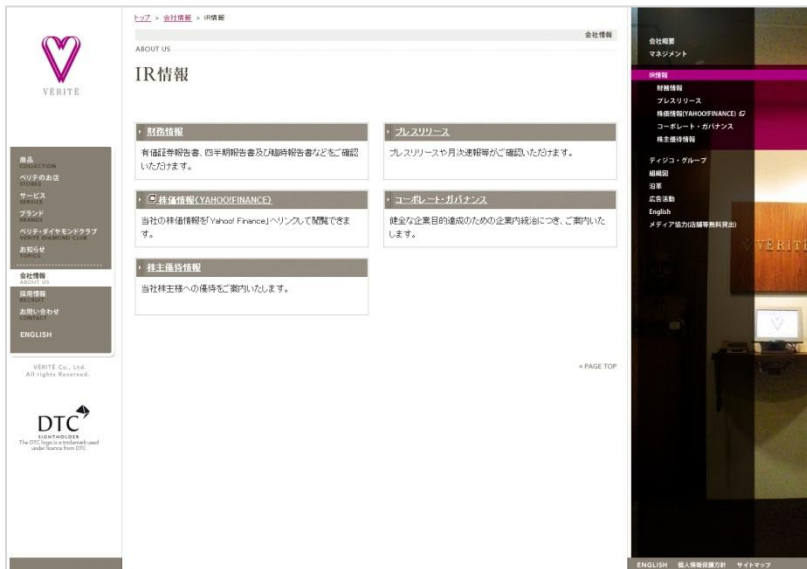 トップ > 会社情報 > IR情報
会社情報
ABOUT US
IR情報
VERITE
商品
COLLECTION
ベリテのお店
STORES
サービス
SERVICE
ブランド
BRANDS
ベリテ・ダイヤモンドクラブ
VERITE DIAMOND CLUB
お知らせ
TOPICS
会社情報
ABOUT US
採用情報
RECRUIT
お問い合わせ
CONTACT
ENGLISH
VERITE Co., Ltd.
All rights Reserved.
DTC
SIGHTHOLDER
The DTC logo is a trademark used
under licence from DTC
財務情報
有価証券報告書、四半期報告書及び臨時報告書などをご確認
いただけます。
プレスリリース
プレスリリースや月次速報等がご確認いただけます。
株価情報(YAHOO!FINANCE)
当社の株価情報を「Yahoo! Finance」へリンクして閲覧できま
す。
コーポレート・ガバナンス
健全な企業目的達成のための企業内統治につき、ご案内いた
します。
株主優待情報
当社株主様への優待をご案内いたします。
PAGE TOP
会社概要
マネジメント
IR情報
財務情報
プレスリリース
株価情報(YAHOO!FINANCE)
コーポレート・ガバナンス
株主優待情報
ディジコ・グループ
組織図
沿革
広告活動
English
メディア協力(店舗等無料貸出)
VERITE
ENGLISH 個人情報保護方針 サイトマップ